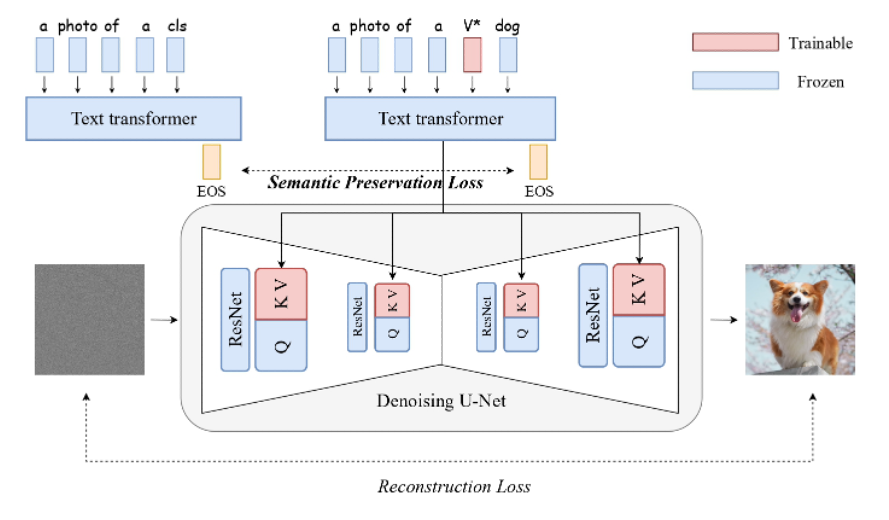 a photo of a cls
a photo of a V* dog
Trainable
Frozen
Text transformer
Text transformer
EOS
Semantic Preservation Loss
EOS
ResNet
K V
Q
ResNet
K V
Q
ResNet
K V
Q
ResNet
K V
Q
Denoising U-Net
Reconstruction Loss